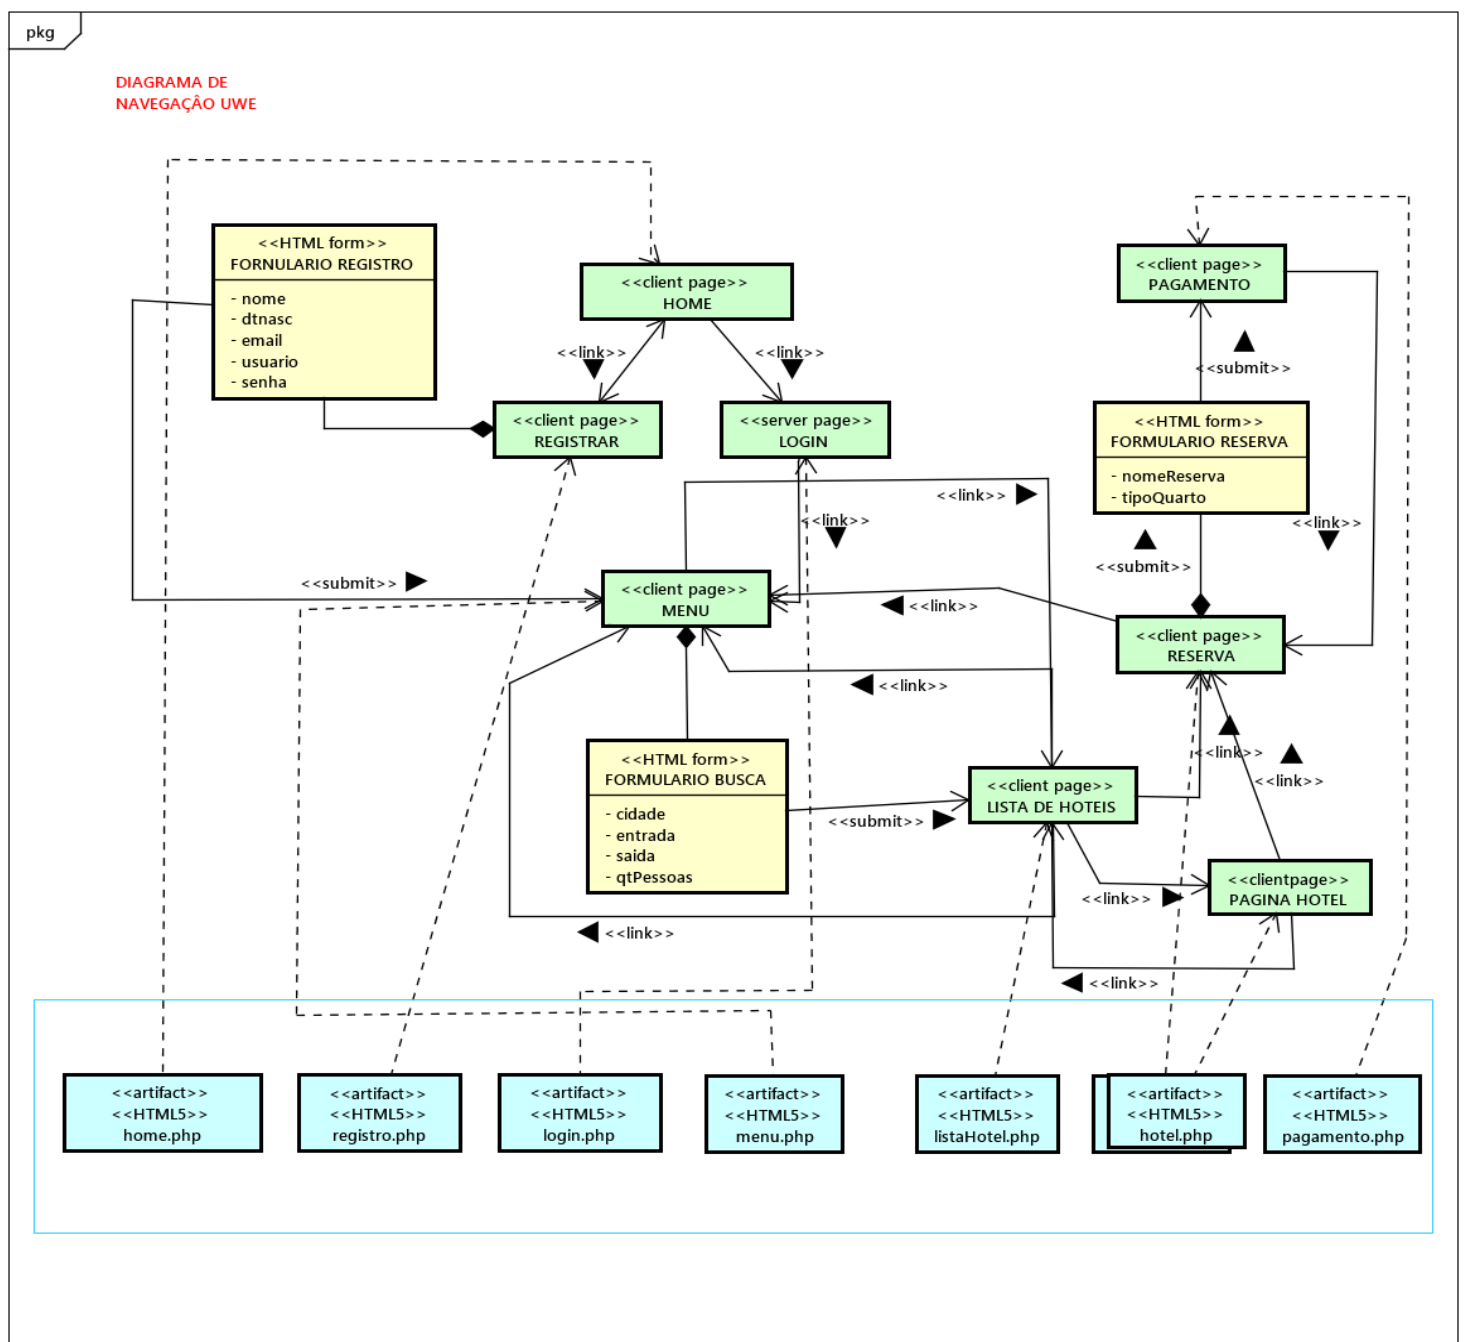 pkg
DIAGRAMA DE
NAVEGAÇÂO UWE
<<HTML form>>
FORNULARIO REGISTRO
- nome
- dtnasc
- email
- usuario
- senha
<<client page>>
HOME
<<client page>>
PAGAMENTO
<<link>>
<<link>>
<<submit>>
<<client page>>
REGISTRAR
<<server page>>
LOGIN
<<HTML form>>
FORMULARIO RESERVA
- nomeReserva
- tipoQuarto
<<link>>
<<link>>
<<link>>
<<submit>>
<<submit>>
<<client page>>
MENU
<<link>>
<<client page>>
RESERVA
<<link>>
<<HTML form>>
FORMULARIO BUSCA
- cidade
- entrada
- saida
- qtPessoas
<<link>>
<<link>>
<<client page>>
LISTA DE HOTEIS
<<submit>>
<<clientpage>>
PAGINA HOTEL
<<link>>
<<link>>
<<link>>
<<artifact>>
<<HTML5>>
home.php
<<artifact>>
<<HTML5>>
registro.php
<<artifact>>
<<HTML5>>
login.php
<<artifact>>
<<HTML5>>
menu.php
<<artifact>>
<<HTML5>>
listaHotel.php
<<artifact>>
<<HTML5>>
hotel.php
<<artifact>>
<<HTML5>>
pagamento.php